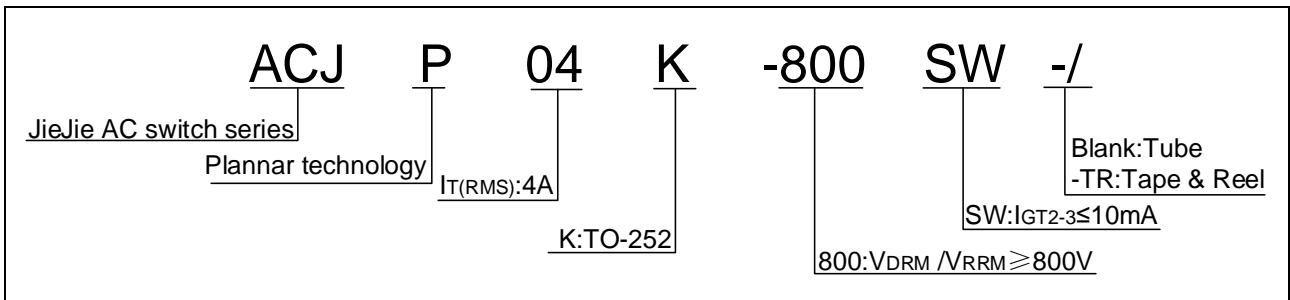 ACJ P 04 K -800 SW -/
JieJie AC switch series
Plannar technology
IT(RMS):4A
K:TO-252
800:VDRM /VRRM≥800V
SW:IGT2-3≤10mA
Blank:Tube
-TR:Tape & Reel